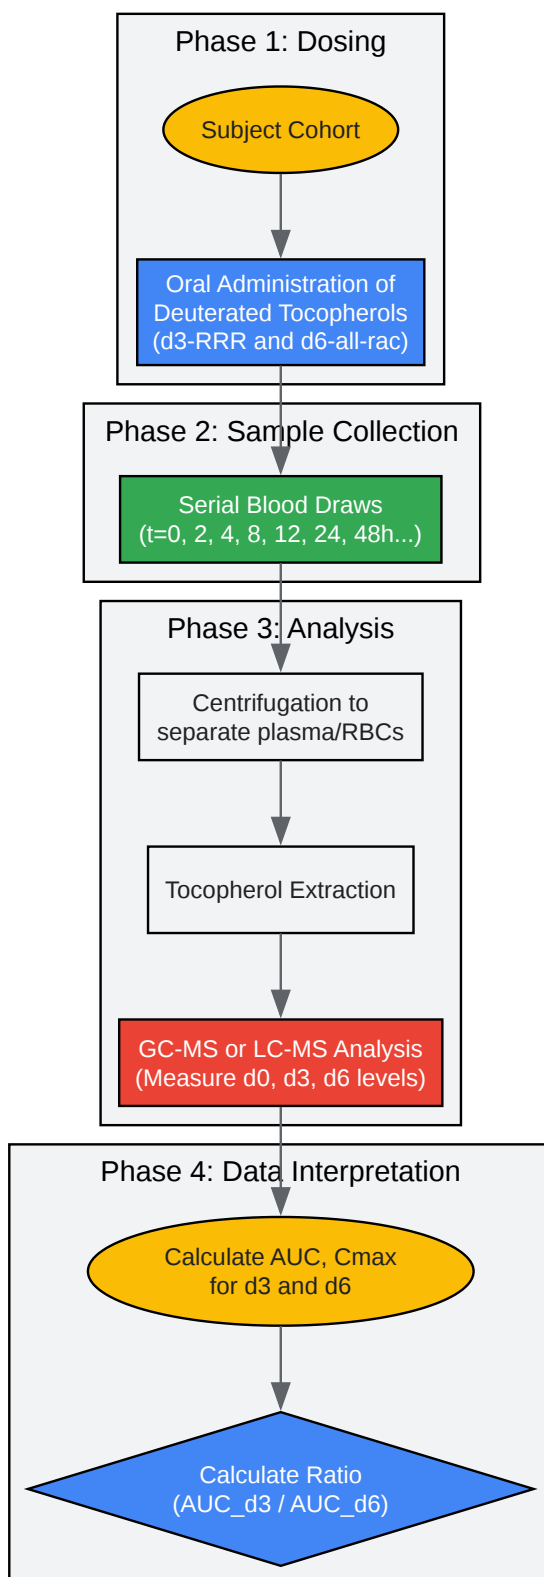 Phase 1: Dosing
Subject Cohort
Oral Administration of
Deuterated Tocopherols
(d3-RRR and d6-all-rac)
Phase 2: Sample Collection
Serial Blood Draws
(t=0, 2, 4, 8, 12, 24, 48h...)
Phase 3: Analysis
Centrifugation to
separate plasma/RBCs
Tocopherol Extraction
GC-MS or LC-MS Analysis
(Measure d0, d3, d6 levels)
Phase 4: Data Interpretation
Calculate AUC, Cmax
for d3 and d6
Calculate Ratio
(AUC_d3 / AUC_d6)